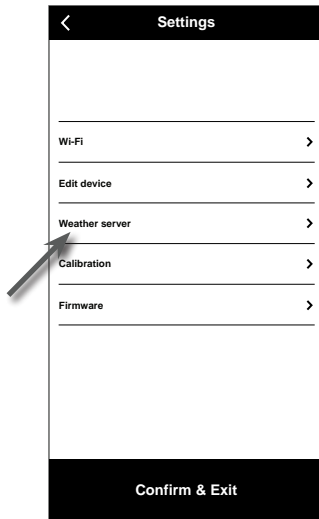 Settings
Wi-Fi
Edit device
Weather server
Calibration
Firmware
Confirm & Exit